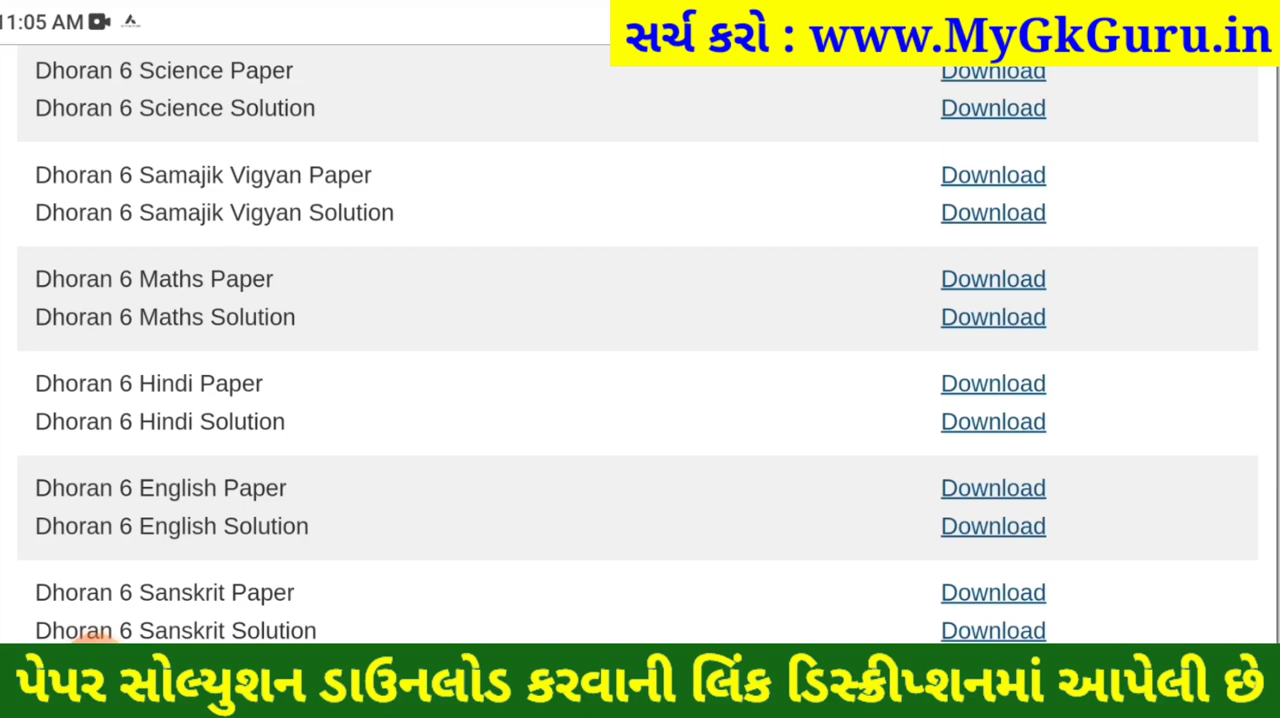 11:05 AM
સર્ચ કરો : www.MyGkGuru.in
Dhoran 6 Science Paper Download
Dhoran 6 Science Solution Download
Dhoran 6 Samajik Vigyan Paper Download
Dhoran 6 Samajik Vigyan Solution Download
Dhoran 6 Maths Paper Download
Dhoran 6 Maths Solution Download
Dhoran 6 Hindi Paper Download
Dhoran 6 Hindi Solution Download
Dhoran 6 English Paper Download
Dhoran 6 English Solution Download
Dhoran 6 Sanskrit Paper Download
Dhoran 6 Sanskrit Solution Download
પેપર સોલ્યુશન ડાઉનલોડ કરવાની લિંક ડિસ્ક્રીપ્શનમાં આપેલી છે